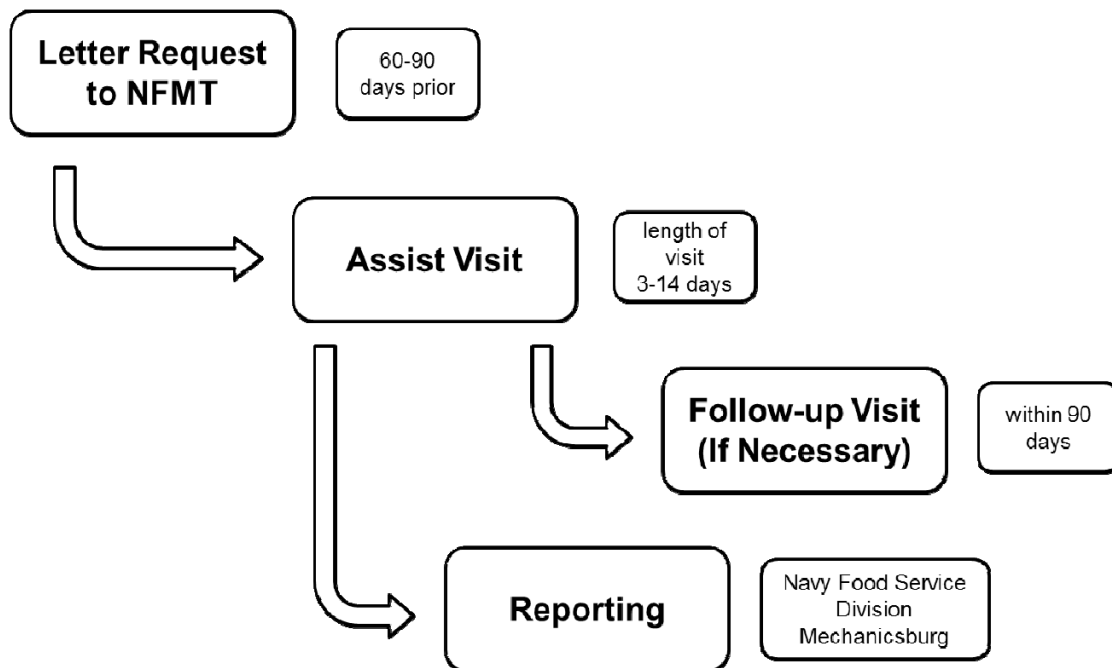 Letter Request
to NFMT
60-90
days prior
Assist Visit
length of
visit
3-14 days
Follow-up Visit
(If Necessary)
within 90
days
Reporting
Navy Food Service
Division
Mechanicsburg